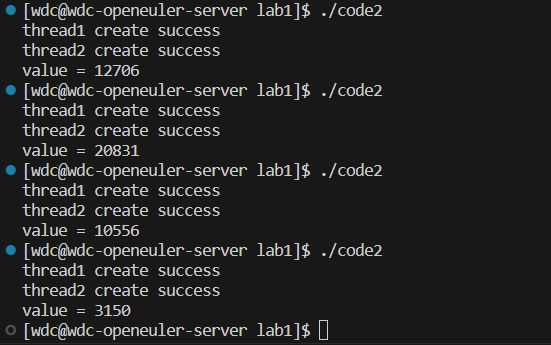 [wdc@wdc-openeuler-server lab1]$ ./code2
thread1 create success
thread2 create success
value = 12706
[wdc@wdc-openeuler-server lab1]$ ./code2
thread1 create success
thread2 create success
value = 20831
[wdc@wdc-openeuler-server lab1]$ ./code2
thread1 create success
thread2 create success
value = 10556
[wdc@wdc-openeuler-server lab1]$ ./code2
thread1 create success
thread2 create success
value = 3150
[wdc@wdc-openeuler-server lab1]$